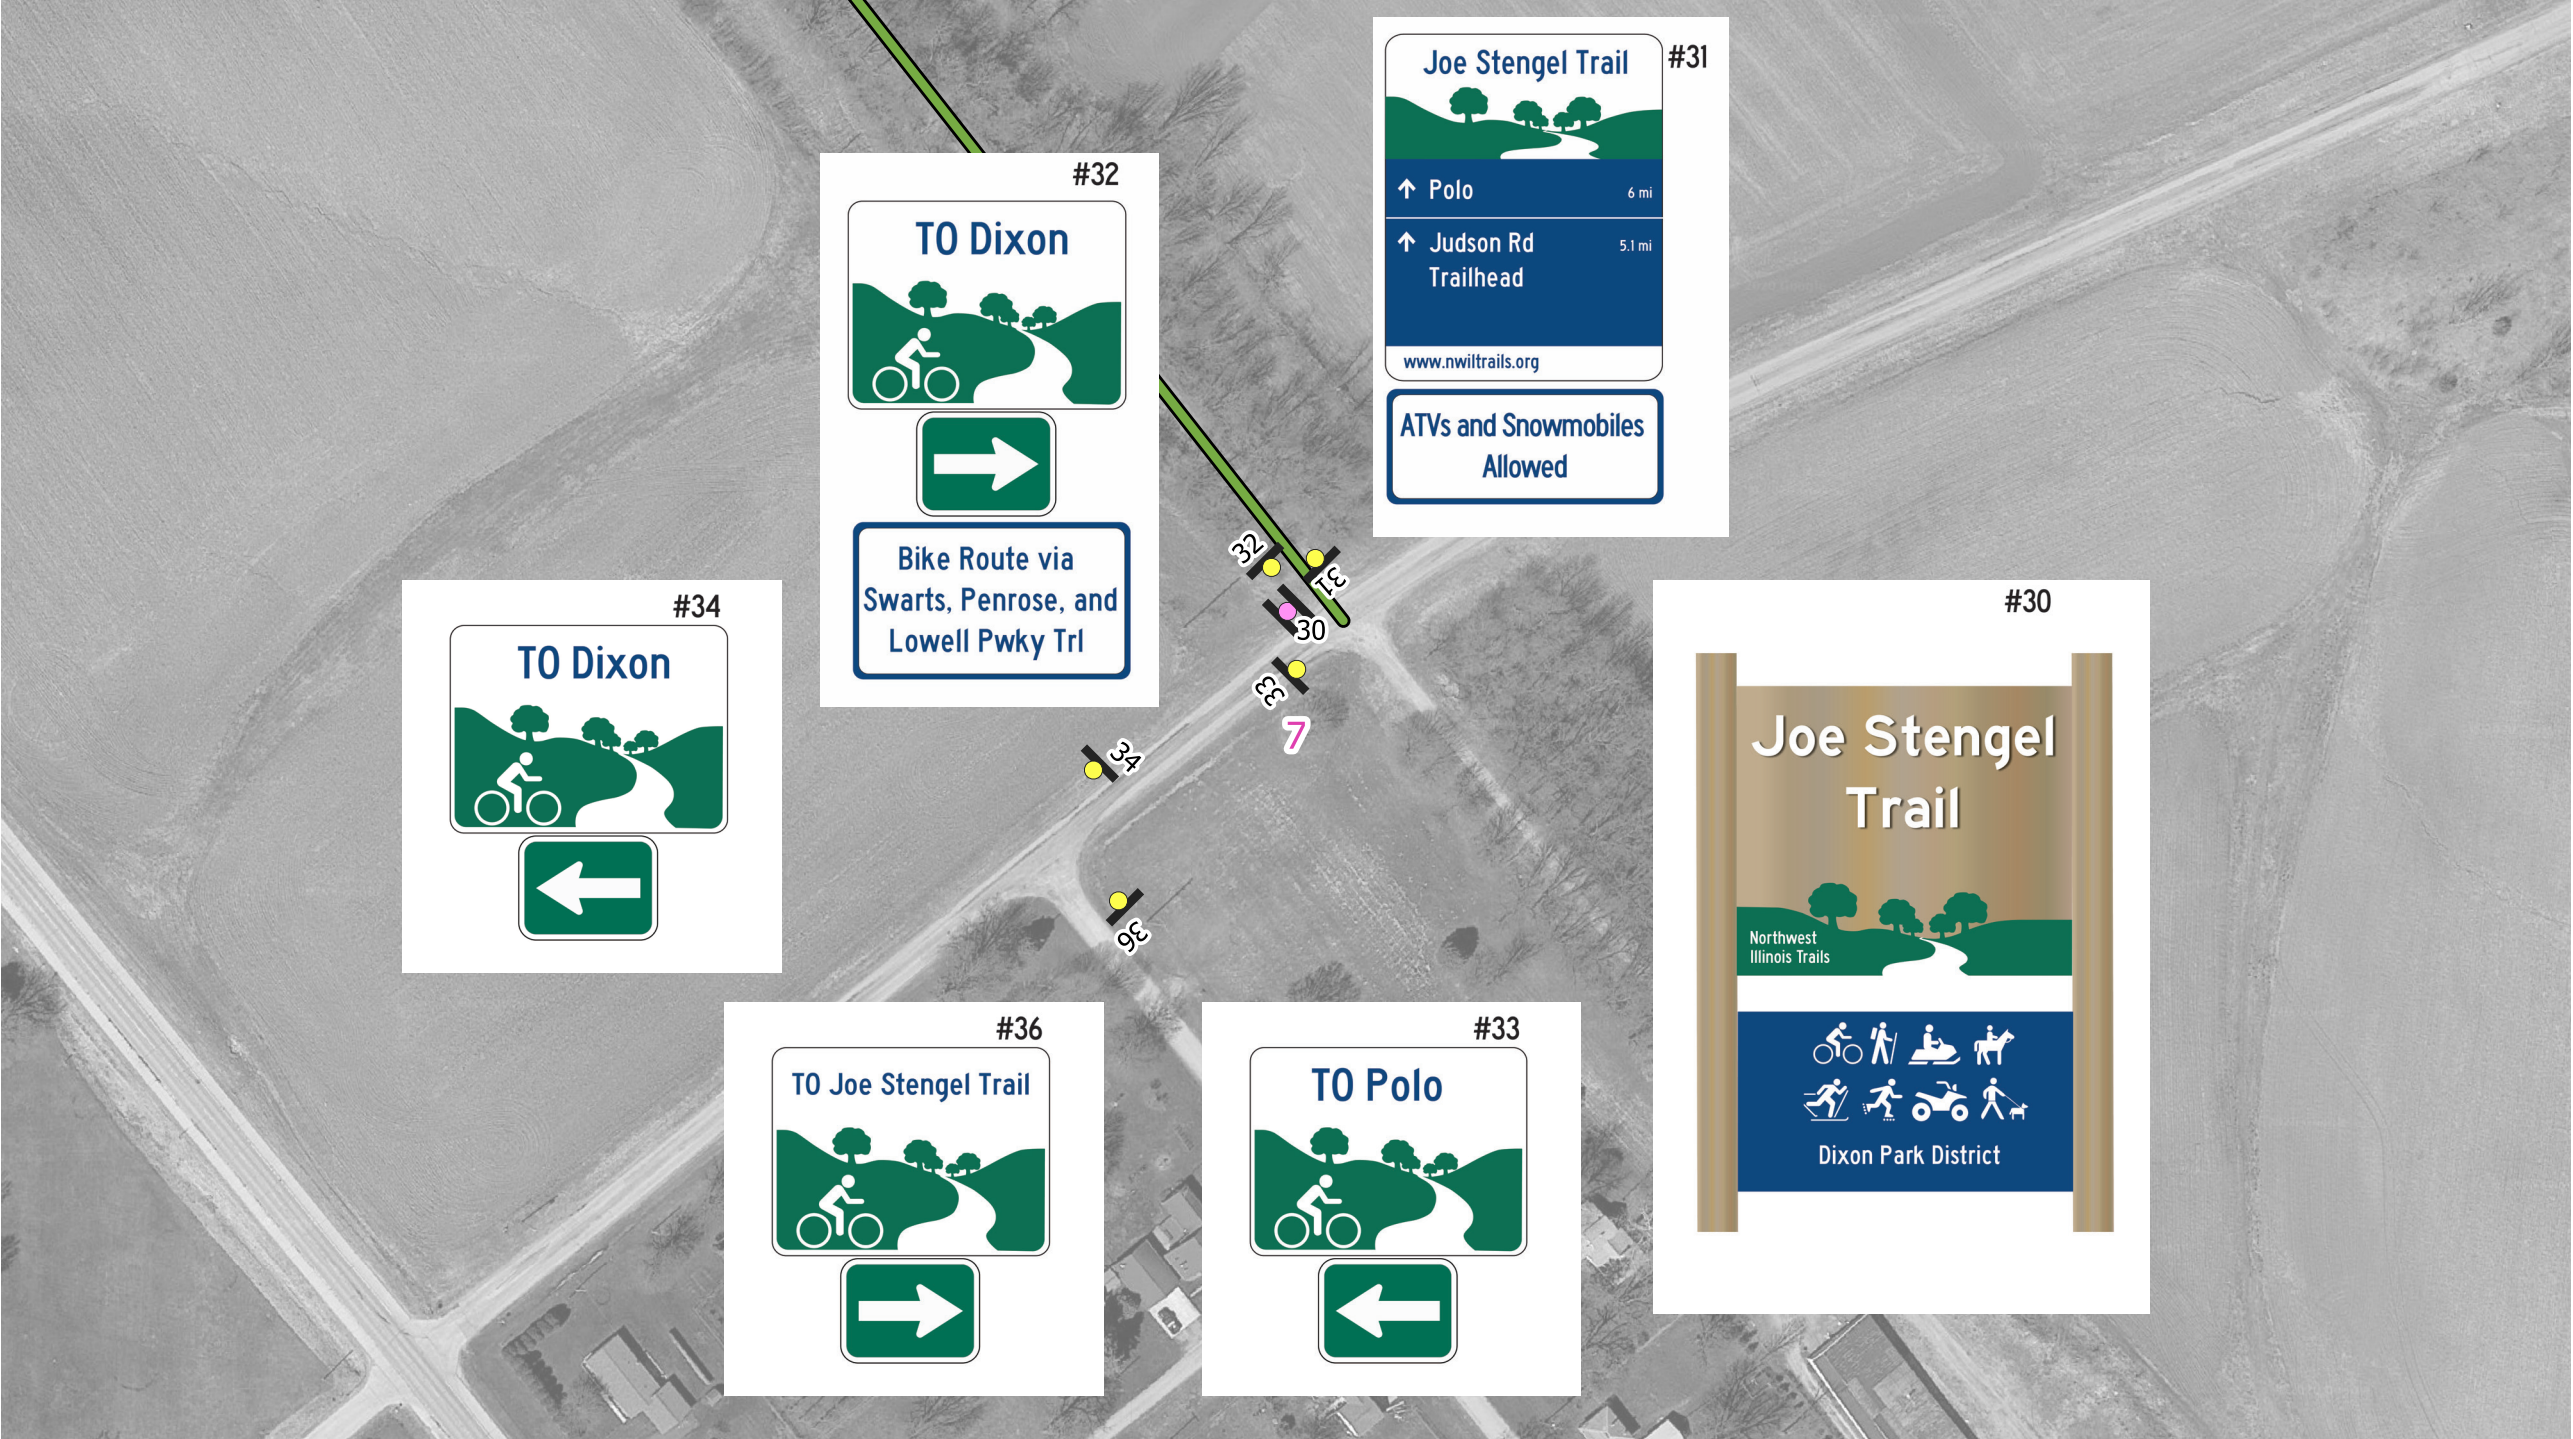 #32
TO Dixon
Bike Route via
Swarts, Penrose, and
Lowell Pwky Trl
#31
Joe Stengel Trail
Polo 6 mi
Judson Rd 5.1 mi
Trailhead
www.nwiltrails.org
ATVs and Snowmobiles
Allowed
32
31
30
33
7
34
36
#34
TO Dixon
#30
Joe Stengel
Trail
Northwest
Illinois Trails
Dixon Park District
#36
TO Joe Stengel Trail
#33
TO Polo